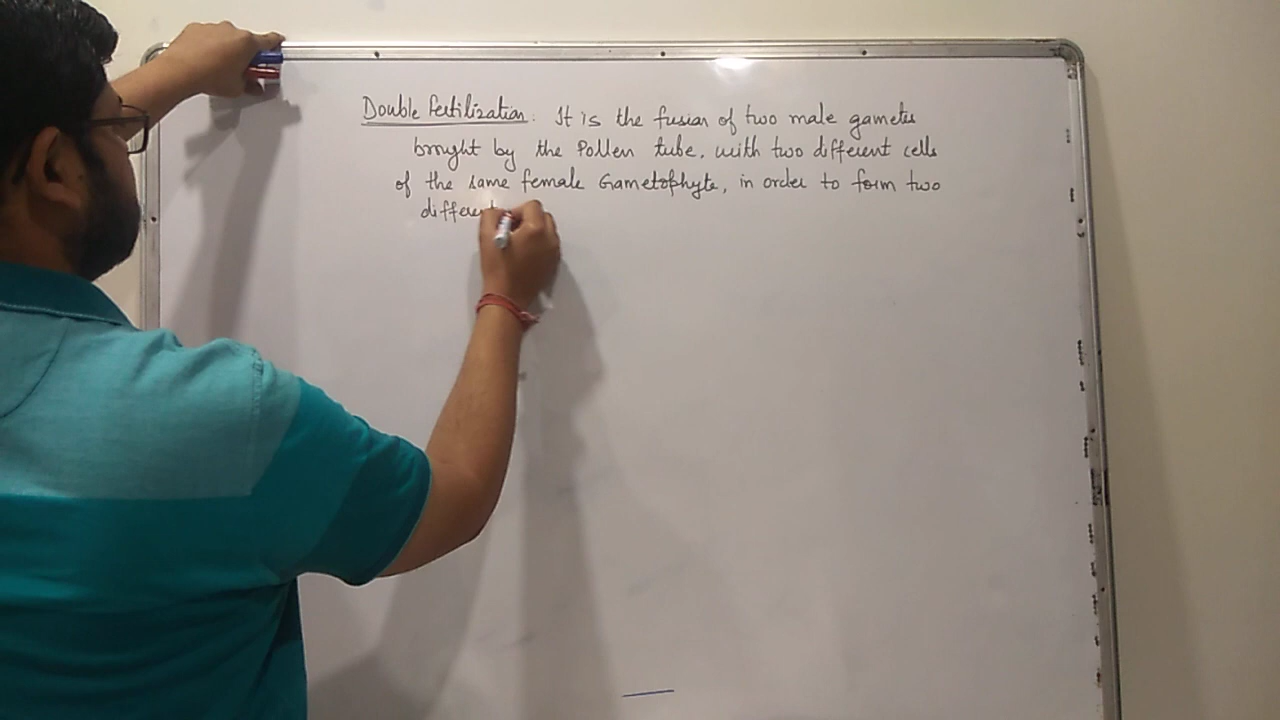 Double Fertilization: It is the fusion of two male gametes
brought by the Pollen tube, with two different cells
of the same female Gametophyte, in order to form two
different